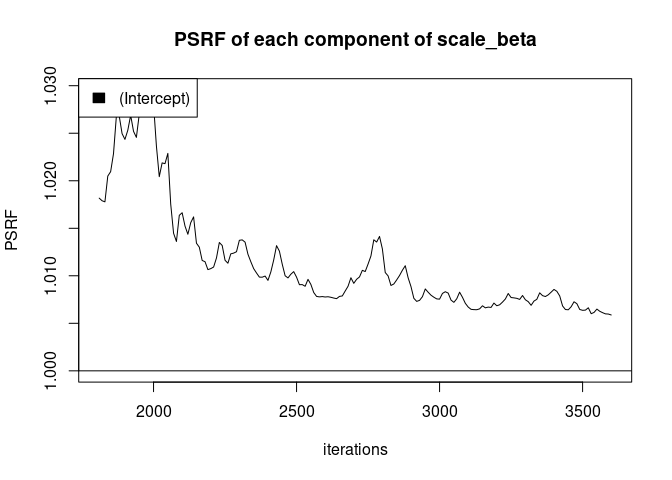 PSRF of each component of scale_beta
(Intercept)
PSRF
1.030
1.020
1.010
1.000
2000 2500 3000 3500
iterations